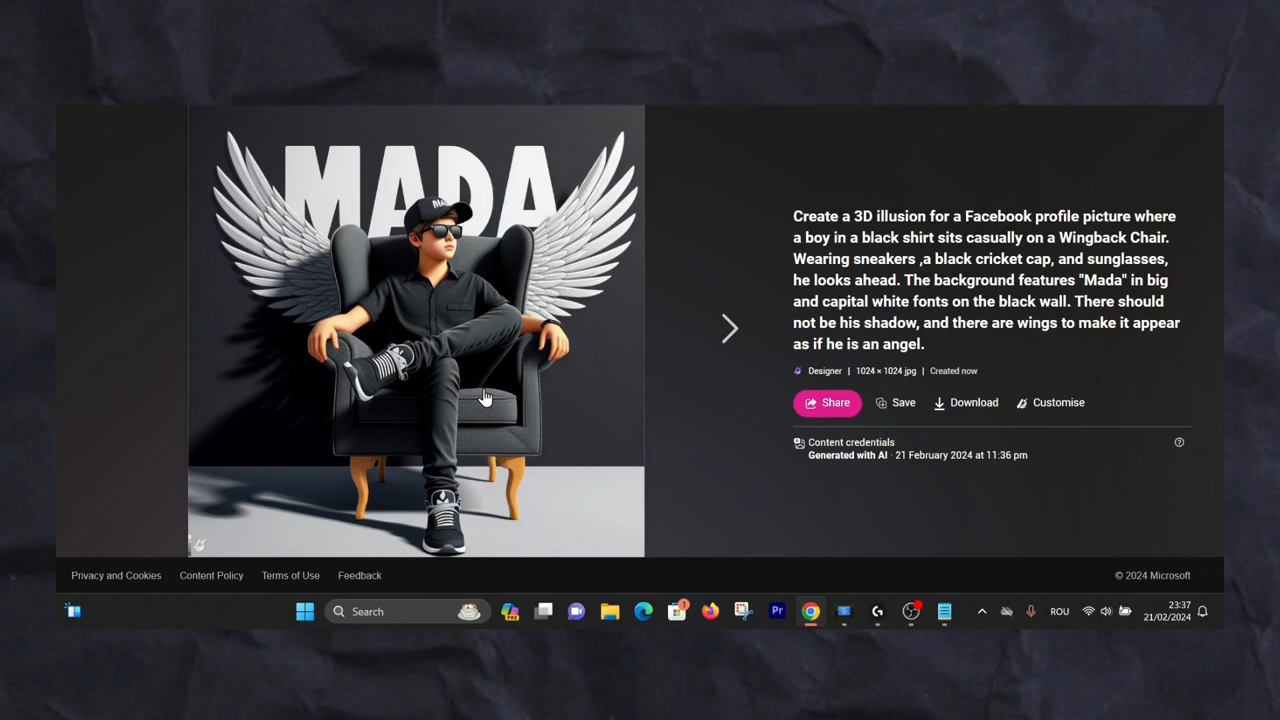 MADA
MADA
Create a 3D illusion for a Facebook profile picture where
a boy in a black shirt sits casually on a Wingback Chair.
Wearing sneakers ,a black cricket cap, and sunglasses,
he looks ahead. The background features "Mada" in big
and capital white fonts on the black wall. There should
not be his shadow, and there are wings to make it appear
as if he is an angel.
Designer | 1024 × 1024 jpg | Created now
Share Save Download Customise
Content credentials
Generated with AI · 21 February 2024 at 11:36 pm
Privacy and Cookies Content Policy Terms of Use Feedback © 2024 Microsoft
Search PRE 1 Pr ROU 23:37
21/02/2024